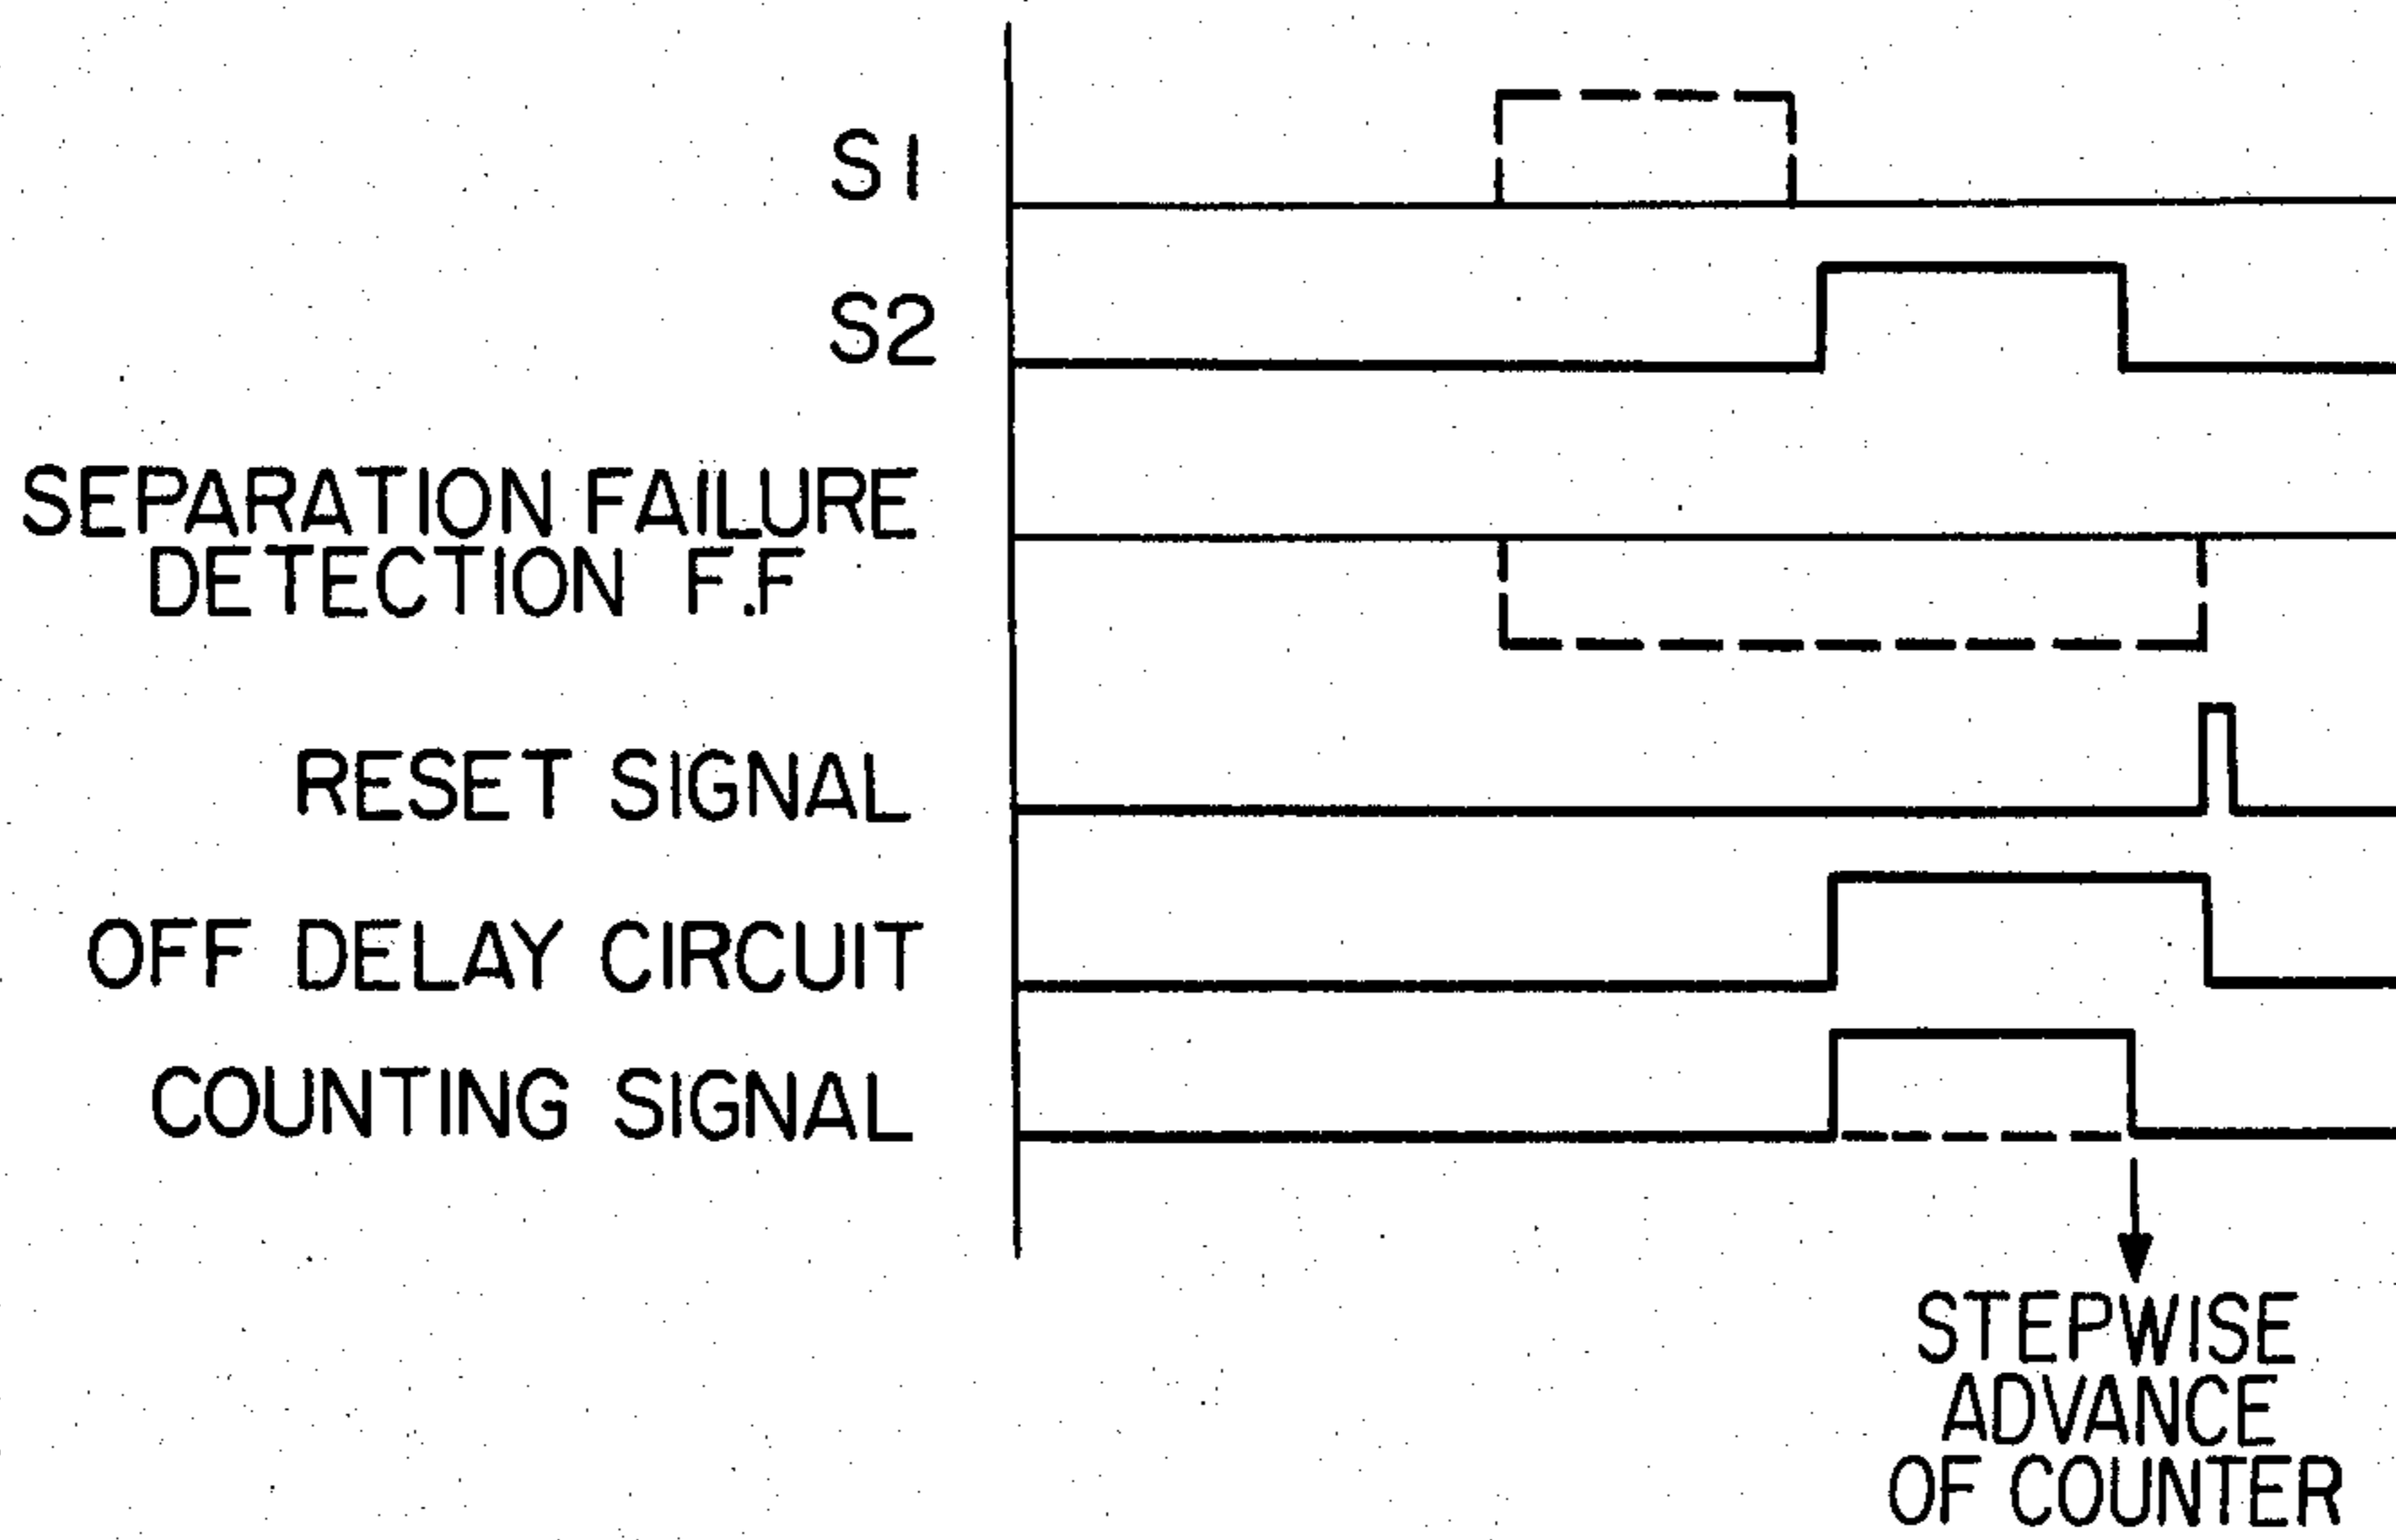 S1
S2
SEPARATION FAILURE
DETECTION F.F
RESET SIGNAL
OFF DELAY CIRCUIT
COUNTING SIGNAL
STEPWISE
ADVANCE
OF COUNTER